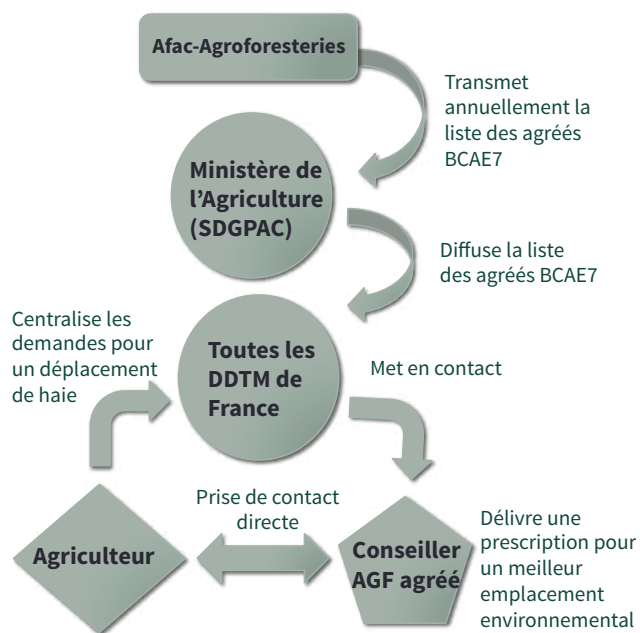 Afac-Agroforesteries
Transmet
annuellement la
liste des agréés
BCAE7
Ministère de
l'Agriculture
(SDGPAC)
Diffuse la liste
des agréés BCAE7
Centralise les
demandes pour
un déplacement
de haie
Toutes les
DDTM de
France
Met en contact
Prise de contact
directe
Agriculteur
Conseiller
AGF agréé
Délivre une
prescription pour
un meilleur
emplacement
environnemental